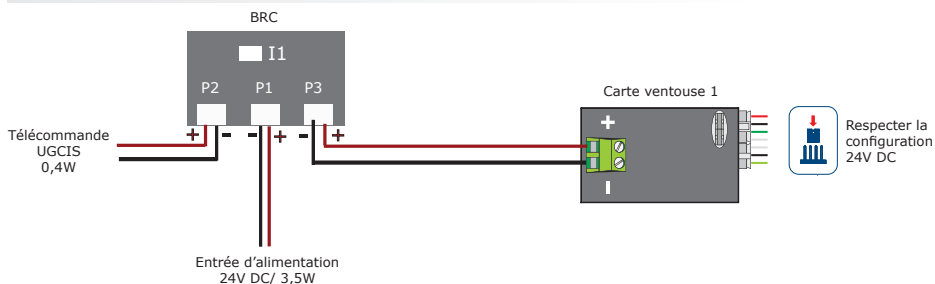 BRC
I1
P2 P1 P3
+ - - + - +
Télécommande
UGCIS
0,4W
Entrée d’alimentation
24V DC/ 3,5W
Carte ventouse 1
+
-
Respecter la
configuration
24V DC